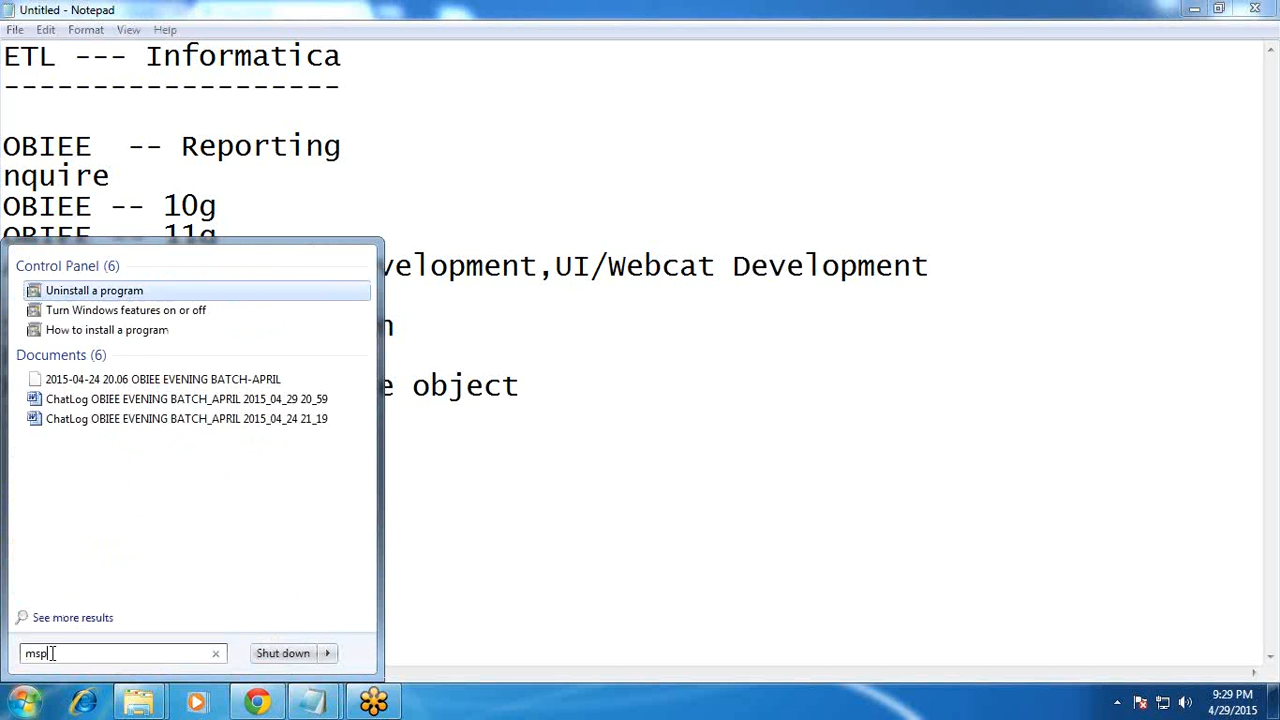 Untitled - Notepad
File Edit Format View Help
ETL --- Informatica
-------------------
OBIEE  -- Reporting
nquire
OBIEE -- 10g
OBIEE -- 11g
velopment,UI/Webcat Development
n
e object
Control Panel (6)
Uninstall a program
Turn Windows features on or off
How to install a program
Documents (6)
2015-04-24 20.06 OBIEE EVENING BATCH-APRIL
ChatLog OBIEE EVENING BATCH_APRIL 2015_04_29 20_59
ChatLog OBIEE EVENING BATCH_APRIL 2015_04_24 21_19
See more results
msp
Shut down
9:29 PM
4/29/2015